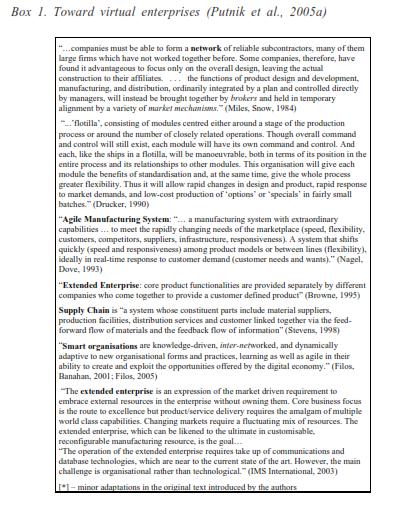 Box 1. Toward virtual enterprises (Putnik et al., 2005a)
"…companies must be able to form a network of reliable subcontractors, many of them
large firms which have not worked together before. Some companies, therefore, have
found it advantageous to focus only on the overall design, leaving the actual
construction to their affiliates. … the functions of product design and development,
manufacturing, and distribution, ordinarily integrated by a plan and controlled directly
by managers, will instead be brought together by brokers and held in temporary
alignment by a variety of market mechanisms." (Miles, Snow, 1984)
"...'flotilla', consisting of modules centred either around a stage of the production
process or around the number of closely related operations. Though overall command
and control will still exist, each module will have its own command and control. And
each, like the ships in a flotilla, will be manoeuvrable, both in terms of its position in the
entire process and its relationships to other modules. This organisation will give each
module the benefits of standardisation and, at the same time, give the whole process
greater flexibility. Thus it will allow rapid changes in design and product, rapid response
to market demands, and low-cost production of 'options' or 'specials' in fairly small
batches." (Drucker, 1990)
"Agile Manufacturing System: "… a manufacturing system with extraordinary
capabilities … to meet the rapidly needs of the marketplace (speed, flexibility,
customers, competitors, suppliers, infrastructure, responsiveness). A system that shifts
quickly (speed and responsiveness) among product models or between lines (flexibility),
ideally in real-time response to customer demand (customer needs and wants)." (Nagel,
Dove, 1993)
"Extended Enterprise: core product functionalities are provided separately by different
companies who come together to provide a customer defined product" (Browne, 1995)
Supply Chain is "a system whose constituent parts include material suppliers,
production facilities, distribution services and customer linked together via the feed-
forward flow of materials and the feedback flow of information" (Stevens, 1998)
"Smart organisations are knowledge-driven, inter-networked, and dynamically
adaptive to new organisational forms and practices, learning as well as agile in their
ability to create and exploit the opportunities offered by the digital economy." (Filos,
Banahan, 2001; Filos, 2005)
"The extended enterprise is an expression of the market driven requirement to
embrace external resources in the enterprise without owning them. Core business focus
is the route to excellence but product/service delivery requires the amalgam of multiple
world class capabilities. Changing markets require a fluctuating mix of resources. The
extended enterprise, which can be likened to the ultimate in customisable,
reconfigurable manufacturing resource, is the goal…
"The operation of the extended enterprise requires take up of communications and
database technologies, which are near to the current state of the art. However, the main
challenge is organisational rather than technological." (IMS International, 2003)
[*] – minor adaptations in the original text introduced by the authors